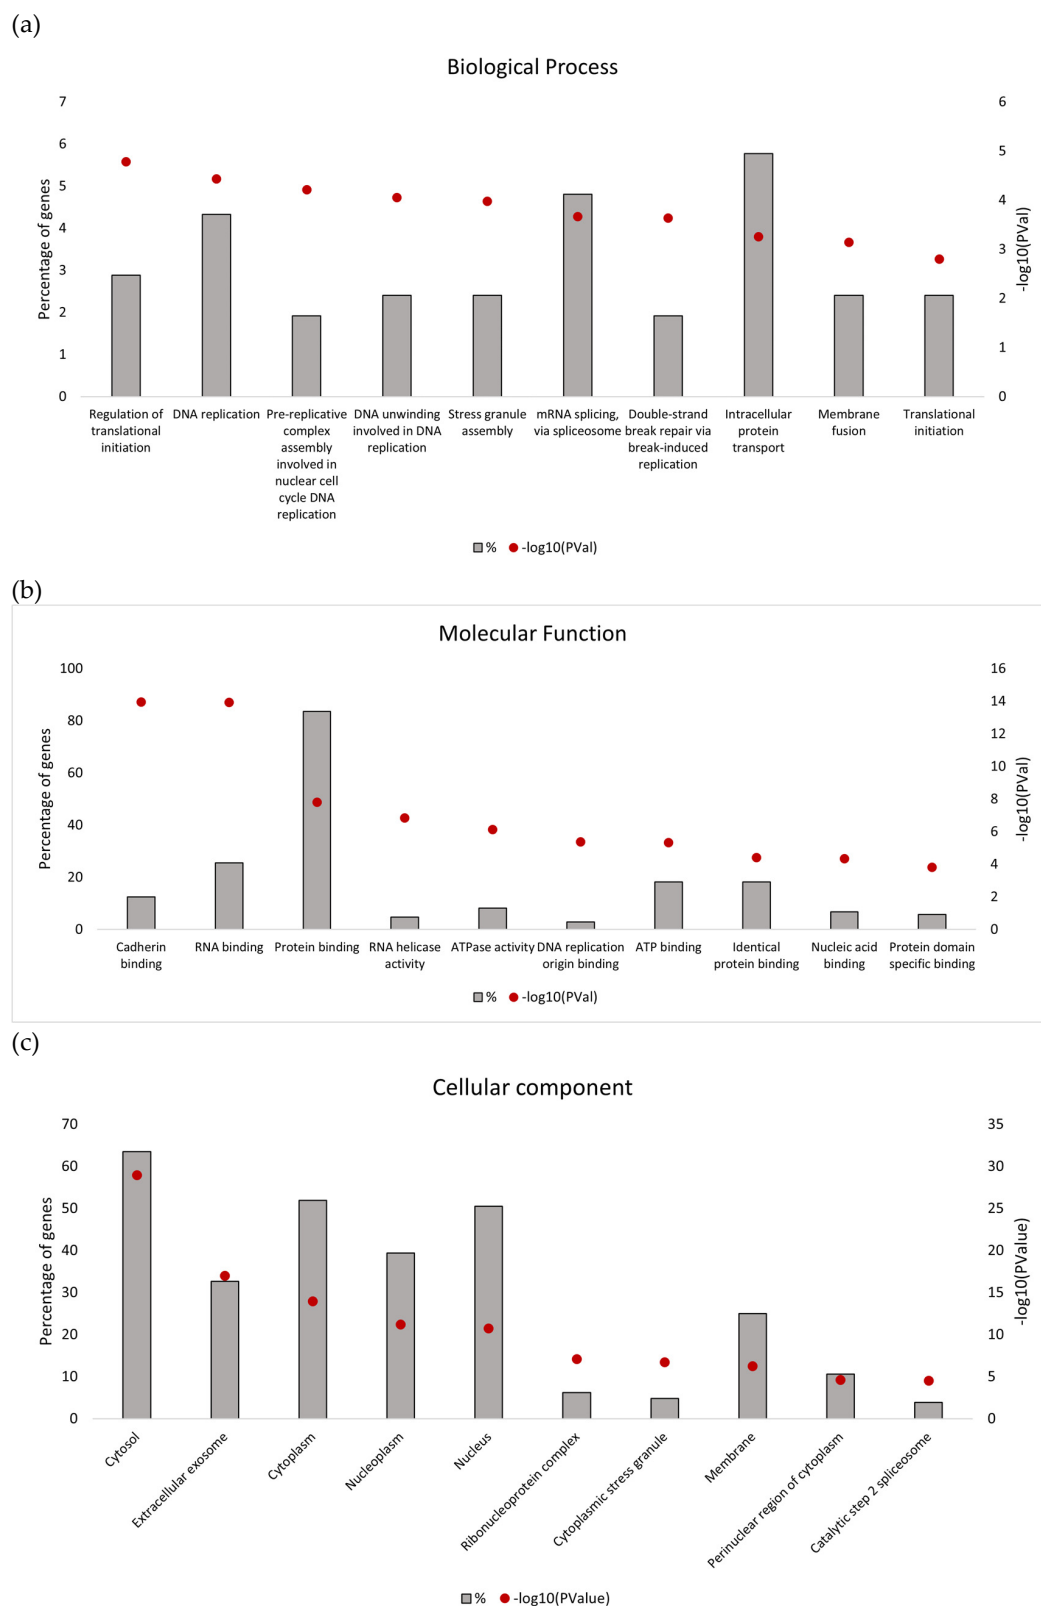 (a)
Biological Process
7
6
5
4
3
2
1
0
Percentage of genes
6
5
4
3
2
1
0
-log10(PVal)
Regulation of
translational
initiation
DNA replication
Pre-replicative
complex
assembly
involved in
nuclear cell
cycle DNA
replication
DNA unwinding
involved in DNA
replication
Stress granule
assembly
mRNA splicing,
via spliceosome
Double-strand
break repair via
break-induced
replication
Intracellular
protein
transport
Membrane
fusion
Translational
initiation
% -log10(PVal)
(b)
Molecular Function
100
80
60
40
20
0
Percentage of genes
16
14
12
10
8
6
4
2
0
-log10(PVal)
Cadherin
binding
RNA binding
Protein binding
RNA helicase
activity
ATPase activity
DNA replication
origin binding
ATP binding
Identical
protein binding
Nucleic acid
binding
Protein domain
specific binding
% -log10(PVal)
(c)
Cellular component
70
60
50
40
30
20
10
0
Percentage of genes
35
30
25
20
15
10
5
0
-log10(PValue)
Cytosol
Extracellular exosome
Cytoplasm
Nucleoplasm
Nucleus
Ribonucleoprotein complex
Cytoplasmic stress granule
Membrane
Perinuclear region of cytoplasm
Catalytic step 2 spliceosome
% -log10(PValue)